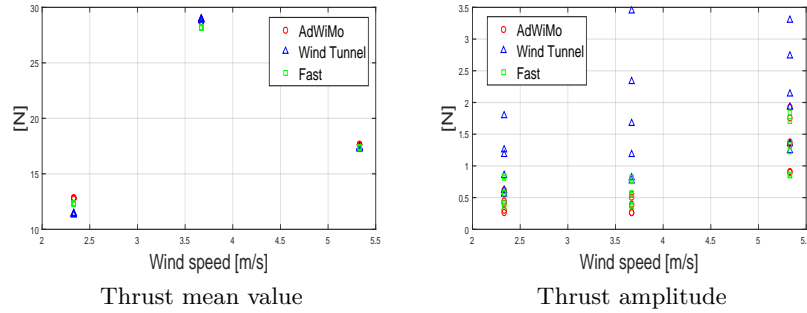 30
25
20
15
10
[N]
2
2.5
3
3.5
4
4.5
5
5.5
Wind speed [m/s]
AdWiMo
Wind Tunnel
Fast
Thrust mean value
3.5
3
2.5
2
1.5
1
0.5
0
[N]
2
2.5
3
3.5
4
4.5
5
5.5
Wind speed [m/s]
AdWiMo
Wind Tunnel
Fast
Thrust amplitude